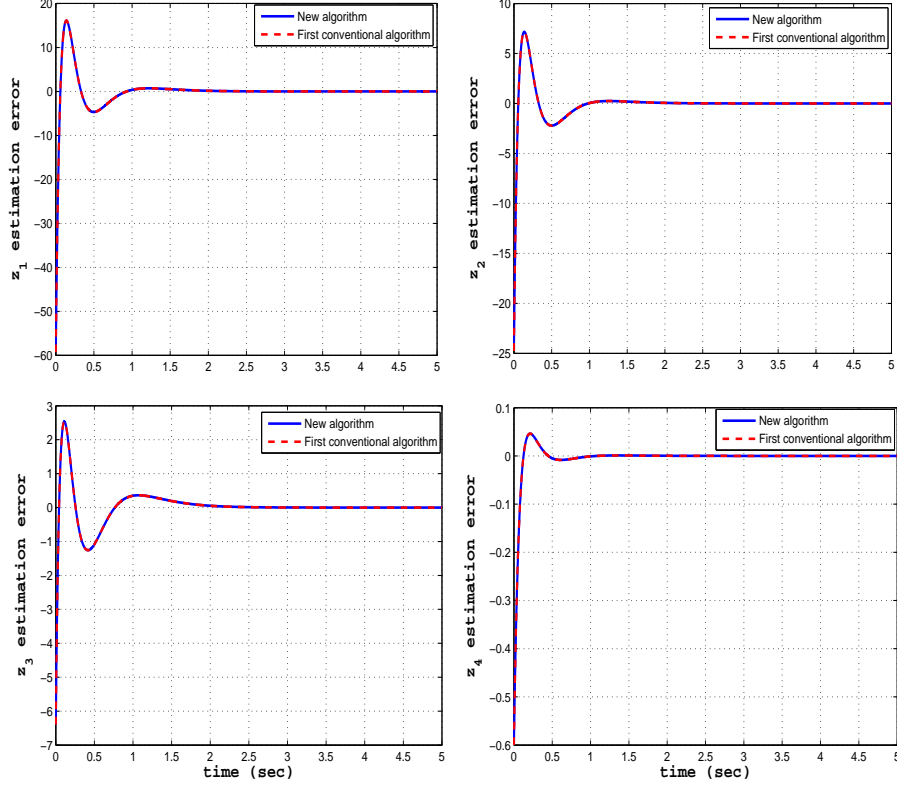 20
10
0
−10
−20
−30
−40
−50
−60
z_1 estimation error
0 0.5 1 1.5 2 2.5 3 3.5 4 4.5 5
New algorithm
First conventional algorithm
10
5
0
−5
−10
−15
−20
−25
z_2 estimation error
0 0.5 1 1.5 2 2.5 3 3.5 4 4.5 5
New algorithm
First conventional algorithm
3
2
1
0
−1
−2
−3
−4
−5
−6
−7
z_3 estimation error
0 0.5 1 1.5 2 2.5 3 3.5 4 4.5 5
time (sec)
New algorithm
First conventional algorithm
0.1
0
−0.1
−0.2
−0.3
−0.4
−0.5
−0.6
z_4 estimation error
0 0.5 1 1.5 2 2.5 3 3.5 4 4.5 5
time (sec)
New algorithm
First conventional algorithm